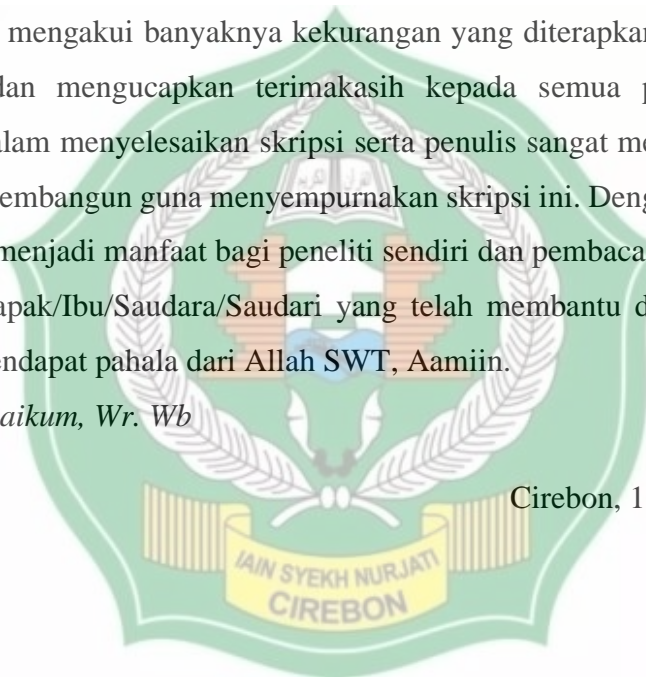 mengakui banyaknya kekurangan yang diterapkan
dan mengucapkan terimakasih kepada semua p
alam menyelesaikan skripsi serta penulis sangat me
embangun guna menyempurnakan skripsi ini. Deng
menjadi manfaat bagi peneliti sendiri dan pembaca
apak/Ibu/Saudara/Saudari yang telah membantu d
endapat pahala dari Allah SWT, Aamiin.
aikum, Wr. Wb
Cirebon, 1
IAIN SYEKH NURJATI
CIREBON